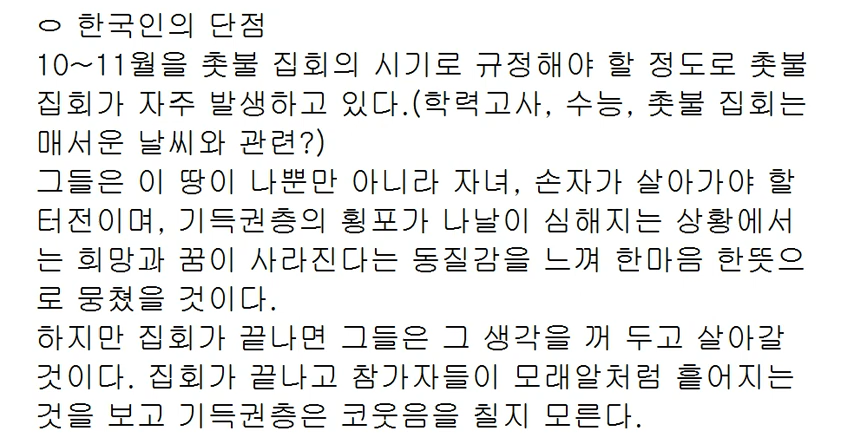 ㅇ 한국인의 단점
10~11월을 촛불 집회의 시기로 규정해야 할 정도로 촛불
집회가 자주 발생하고 있다.(학력고사, 수능, 촛불 집회는
매서운 날씨와 관련?)
그들은 이 땅이 나뿐만 아니라 자녀, 손자가 살아가야 할
터전이며, 기득권층의 횡포가 나날이 심해지는 상황에서
는 희망과 꿈이 사라진다는 동질감을 느껴 한마음 한뜻으
로 뭉쳤을 것이다.
하지만 집회가 끝나면 그들은 그 생각을 꺼 두고 살아갈
것이다. 집회가 끝나고 참가자들이 모래알처럼 흩어지는
것을 보고 기득권층은 코웃음을 칠지 모른다.